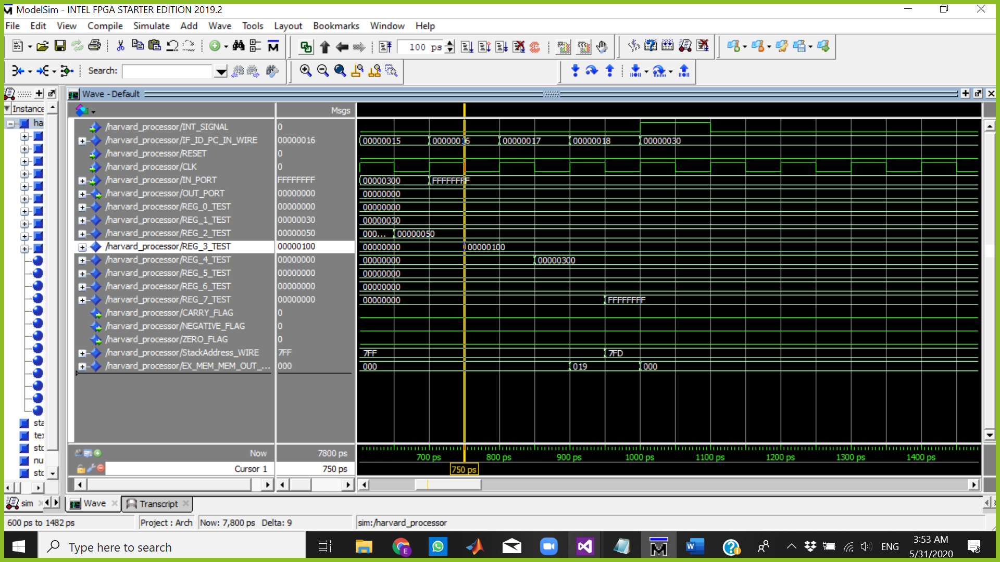 ModelSim - INTEL FPGA STARTER EDITION 2019.2
File Edit View Compile Simulate Add Wave Tools Layout Bookmarks Window Help
100 ps
Search:
Wave - Default
Instance
Msgs
ha
/harvard_processor/INT_SIGNAL 0
/harvard_processor/IF_ID_PC_IN_WIRE 00000016 00000015 00000016 00000017 00000018 00000030
/harvard_processor/RESET 0
/harvard_processor/CLK 0
/harvard_processor/IN_PORT FFFFFFFF 00000300 FFFFFFFF
/harvard_processor/OUT_PORT 00000000 00000000
/harvard_processor/REG_0_TEST 00000000 00000000
/harvard_processor/REG_1_TEST 00000030 00000030
/harvard_processor/REG_2_TEST 00000050 000... 00000050
/harvard_processor/REG_3_TEST 00000100 00000000 00000100
/harvard_processor/REG_4_TEST 00000000 00000000 00000300
/harvard_processor/REG_5_TEST 00000000 00000000
/harvard_processor/REG_6_TEST 00000000 00000000
/harvard_processor/REG_7_TEST 00000000 00000000 FFFFFFFF
/harvard_processor/CARRY_FLAG 0
/harvard_processor/NEGATIVE_FLAG 0
/harvard_processor/ZERO_FLAG 0
/harvard_processor/StackAddress_WIRE 7FF 7FF 7FD
/harvard_processor/EX_MEM_MEM_OUT_... 000 000 019 000
sta
tex
std
nu
std
Now 7800 ps 700 ps 800 ps 900 ps 1000 ps 1100 ps 1200 ps 1300 ps 1400 ps
Cursor 1 750 ps 750 ps
sim Wave Transcript
600 ps to 1482 ps Project : Arch Now: 7,800 ps Delta: 9 sim:/harvard_processor
Type here to search
ENG
3:53 AM
5/31/2020